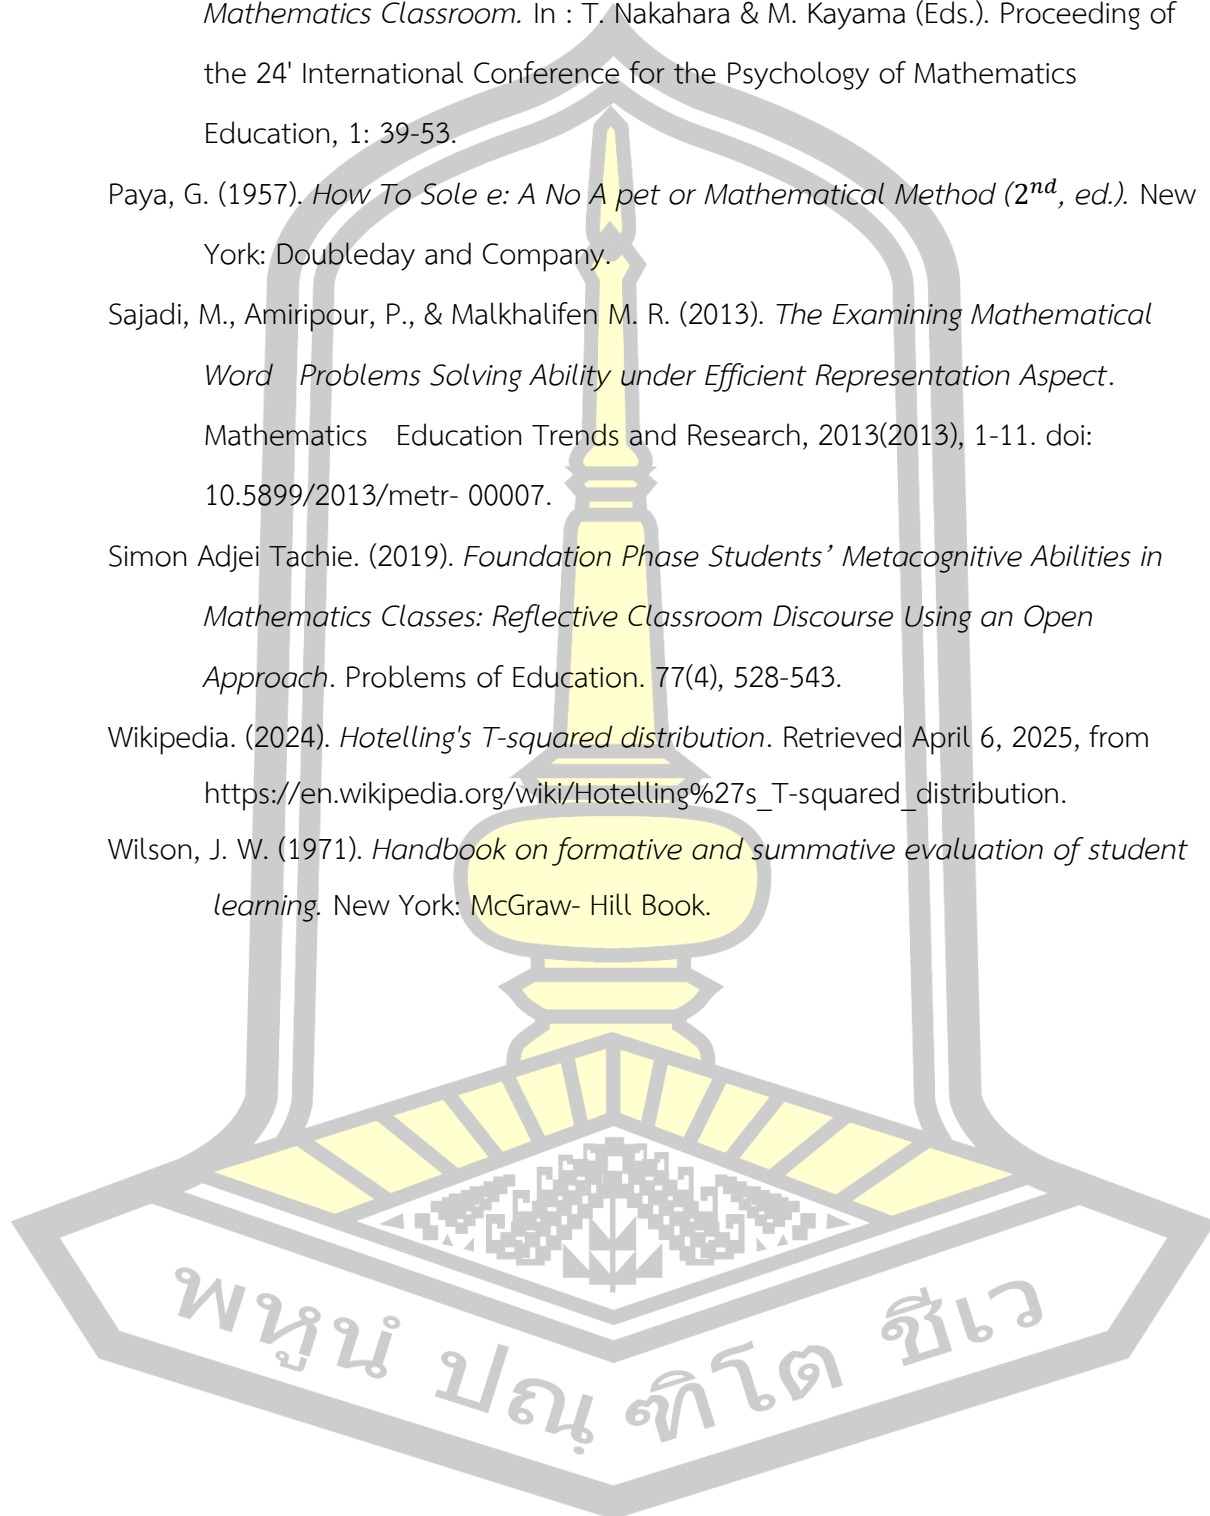 Mathematics Classroom. In : T. Nakahara & M. Kayama (Eds.). Proceeding of
the 24' International Conference for the Psychology of Mathematics
Education, 1: 39-53.
Paya, G. (1957). How To Sole e: A No A pet or Mathematical Method (2nd, ed.). New
York: Doubleday and Company.
Sajadi, M., Amiripour, P., & Malkhalifen M. R. (2013). The Examining Mathematical
Word Problems Solving Ability under Efficient Representation Aspect.
Mathematics Education Trends and Research, 2013(2013), 1-11. doi:
10.5899/2013/metr- 00007.
Simon Adjei Tachie. (2019). Foundation Phase Students’ Metacognitive Abilities in
Mathematics Classes: Reflective Classroom Discourse Using an Open
Approach. Problems of Education. 77(4), 528-543.
Wikipedia. (2024). Hotelling's T-squared distribution. Retrieved April 6, 2025, from
https://en.wikipedia.org/wiki/Hotelling%27s_T-squared_distribution.
Wilson, J. W. (1971). Handbook on formative and summative evaluation of student
learning. New York: McGraw- Hill Book.
พหูนํ ปณฺฑิโต ชีเว